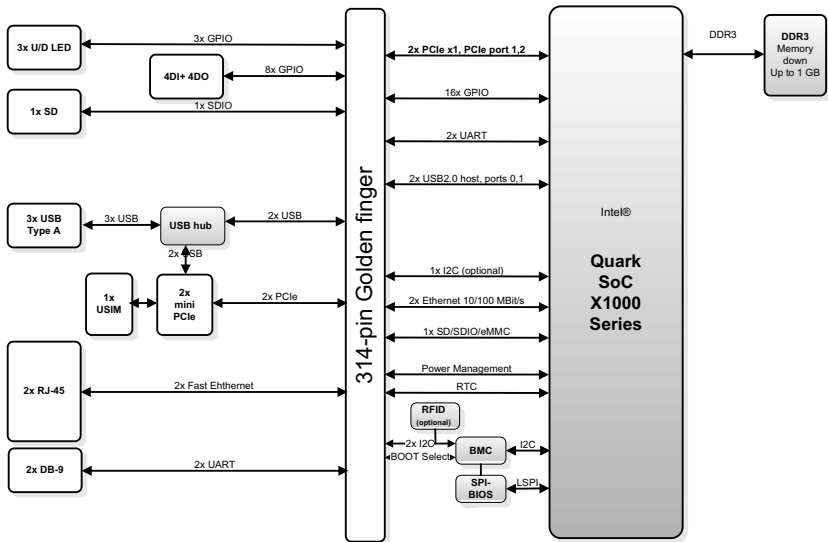 3x U/D LED
3x GPIO
4DI+ 4DO
8x GPIO
1x SD
1x SDIO
3x USB
Type A
3x USB
USB hub
2x USB
2x USB
1x
USIM
2x
mini
PCIe
2x PCIe
2x RJ-45
2x Fast Ehthernet
2x DB-9
2x UART
314-pin Golden finger
2x PCIe x1, PCIe port 1,2
16x GPIO
2x UART
2x USB2.0 host, ports 0,1
1x I2C (optional)
2x Ethernet 10/100 MBit/s
1x SD/SDIO/eMMC
Power Management
RTC
RFID
(optional)
2x I2C
BOOT Select
BMC
I2C
SPI-
BIOS
LSPI
Intel®
Quark
SoC
X1000
Series
DDR3
DDR3
Memory
down
Up to 1 GB